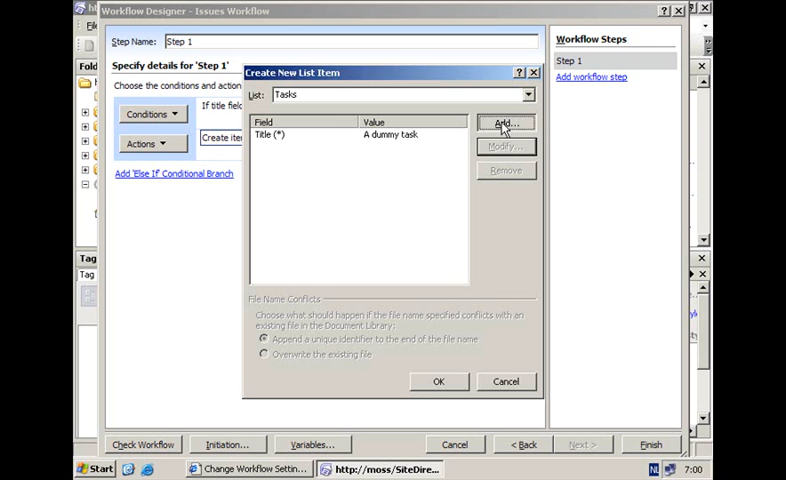 Workflow Designer - Issues Workflow
Step Name: Step 1
Specify details for 'Step 1'
Choose the conditions and action
Conditions
If title field
Actions
Create iter
Add 'Else If' Conditional Branch
Workflow Steps
Step 1
Add workflow step
Create New List Item
List: Tasks
Field Value
Title (*) A dummy task
Add...
Modify...
Remove
File Name Conflicts
Choose what should happen if the file name specified conflicts with an
existing file in the Document Library:
Append a unique identifier to the end of the file name
Overwrite the existing file
OK Cancel
Fold
Tag
Tag
Check Workflow Initiation... Variables... Cancel < Back Next > Finish
Start Change Workflow Settin... http://moss/SiteDire... NL 7:00